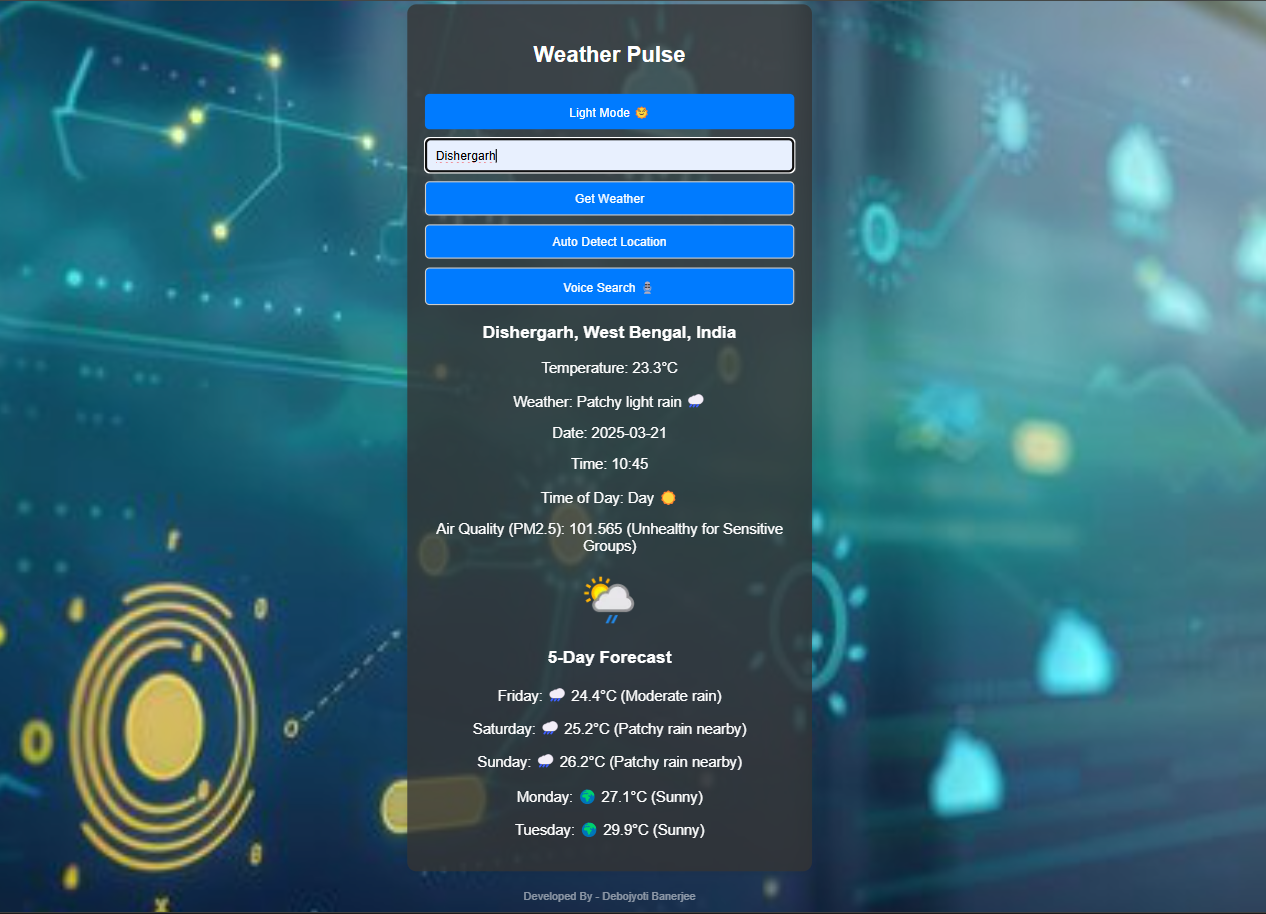 Weather Pulse
Light Mode 🌞
Dishergarh
Get Weather
Auto Detect Location
Voice Search 🎙️
Dishergarh, West Bengal, India
Temperature: 23.3°C
Weather: Patchy light rain 🌧️
Date: 2025-03-21
Time: 10:45
Time of Day: Day ☀️
Air Quality (PM2.5): 101.565 (Unhealthy for Sensitive
Groups)
5-Day Forecast
Friday: 🌧️ 24.4°C (Moderate rain)
Saturday: 🌧️ 25.2°C (Patchy rain nearby)
Sunday: 🌧️ 26.2°C (Patchy rain nearby)
Monday: 🌍 27.1°C (Sunny)
Tuesday: 🌍 29.9°C (Sunny)
Developed By - Debojyoti Banerjee